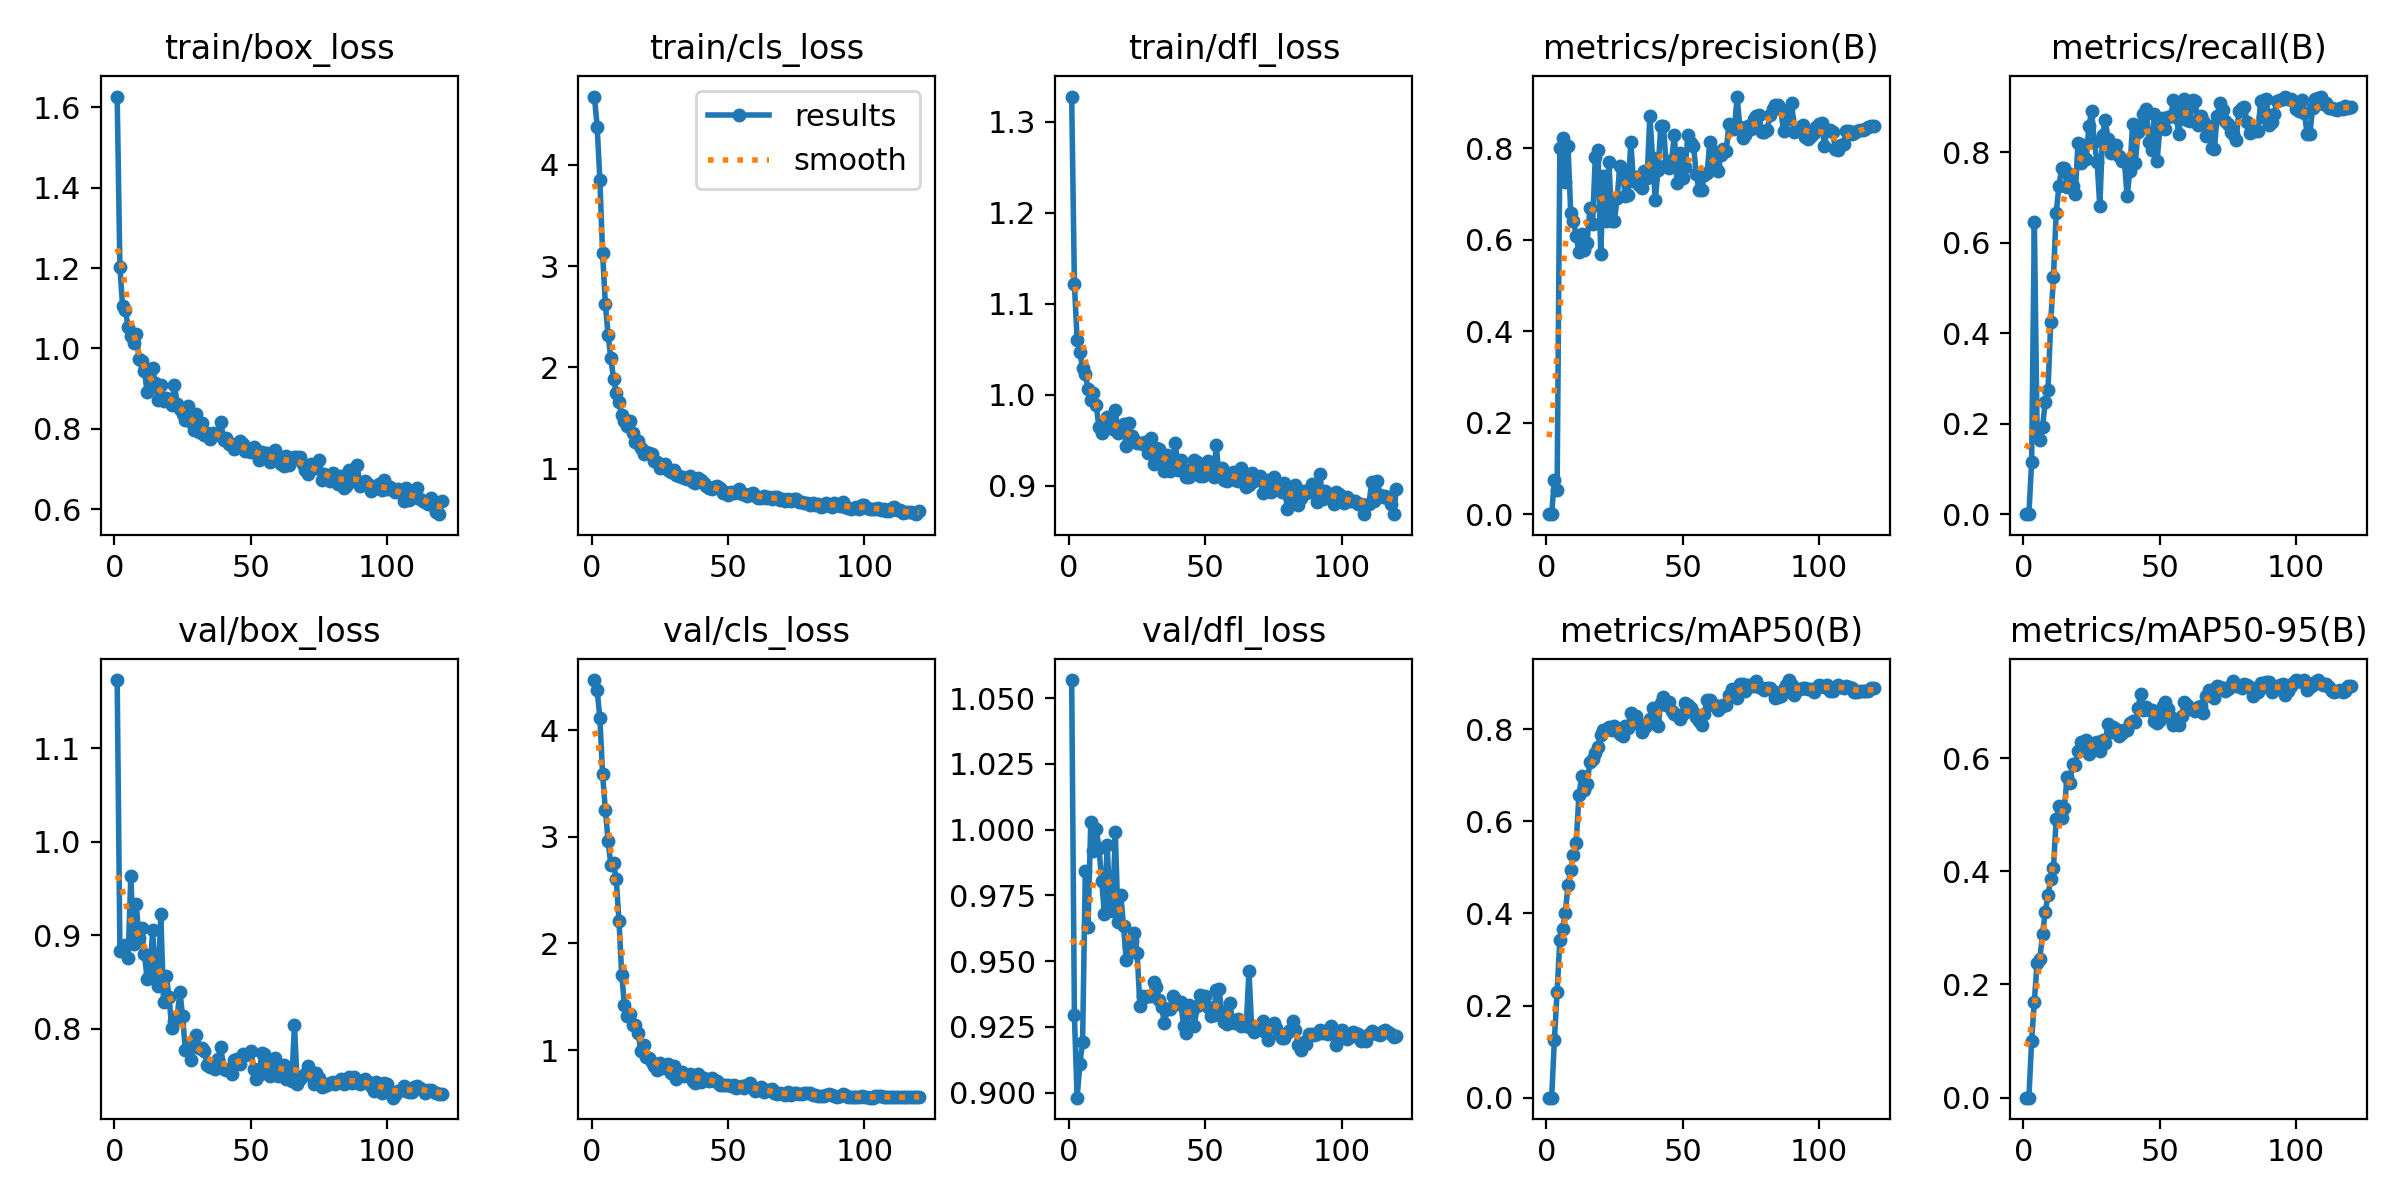 train/box_loss
1.6
1.4
1.2
1.0
0.8
0.6
0 50 100
train/cls_loss
results
smooth
4
3
2
1
0 50 100
train/dfl_loss
1.3
1.2
1.1
1.0
0.9
0 50 100
metrics/precision(B)
0.8
0.6
0.4
0.2
0.0
0 50 100
metrics/recall(B)
0.8
0.6
0.4
0.2
0.0
0 50 100
val/box_loss
1.1
1.0
0.9
0.8
0 50 100
val/cls_loss
4
3
2
1
0 50 100
val/dfl_loss
1.050
1.025
1.000
0.975
0.950
0.925
0.900
0 50 100
metrics/mAP50(B)
0.8
0.6
0.4
0.2
0.0
0 50 100
metrics/mAP50-95(B)
0.6
0.4
0.2
0.0
0 50 100